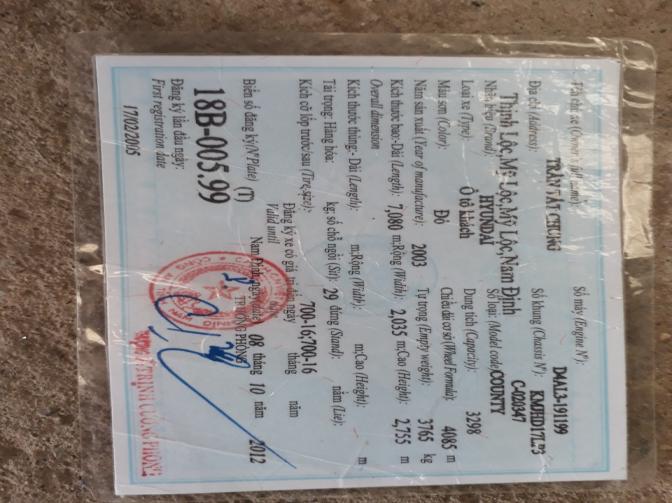 Tên chủ xe (Owner's full name): TRẦN TẤT CHUNG Số máy (Engine N°): D4AL3-191199
Địa chỉ (Address): Số khung (Chassis N°): KMJHD17L
Thịnh Lộc, Mỹ Lộc, Mỹ Lộc, Nam Định C-020347
Nhãn hiệu (Brand): HYUNDAI Số loại: (Model code) COUNTY
Loại xe (Type): Ô tô khách Dung tích (Capacity): 3298
Màu sơn (Color): Đỏ Chiều dài cơ sở (Wheel Formula): 4085 m
Năm sản xuất (Year of manufacture): 2003 Tự trọng (Empty weight): 3765 kg
Kích thước bao:-Dài (Length): 7,080 m; Rộng (Width): 2,035 m; Cao (Height): 2,755 m
Overall dimension
Kích thước thùng:- Dài (Length): m; Rộng (Width): m; Cao (Height): m
Tải trọng: Hàng hóa: kg; số chỗ ngồi (Sit): 29 đứng (Stand): nằm (Lie):
Kích cỡ lốp trước/sau (Tire, size): 700-16;700-16
Đăng ký xe có giá trị đến ngày tháng năm
Valid until
Biển số đăng ký (N° Plate) (T) Nam Định, ngày 08 tháng 10 năm 2012
18B-005.99 TRƯỞNG PHÒNG
Đăng ký lần đầu ngày:
First registration date
17/02/2005
TRỊNH CƯƠNG PHONG